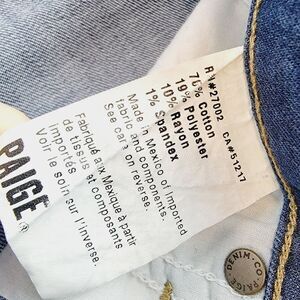 RN#27002 CA#51217
70% Cotton
19% Polyester
10% Rayon
1% Spandex
Made in Mexico of imported
fabric and components
See care on reverse.
Fabriqué aux Mexique à partir
de tissus et composants
importés
Voir le soin sur l'inverse.
PAIGE
PAIGE DENIM·CO